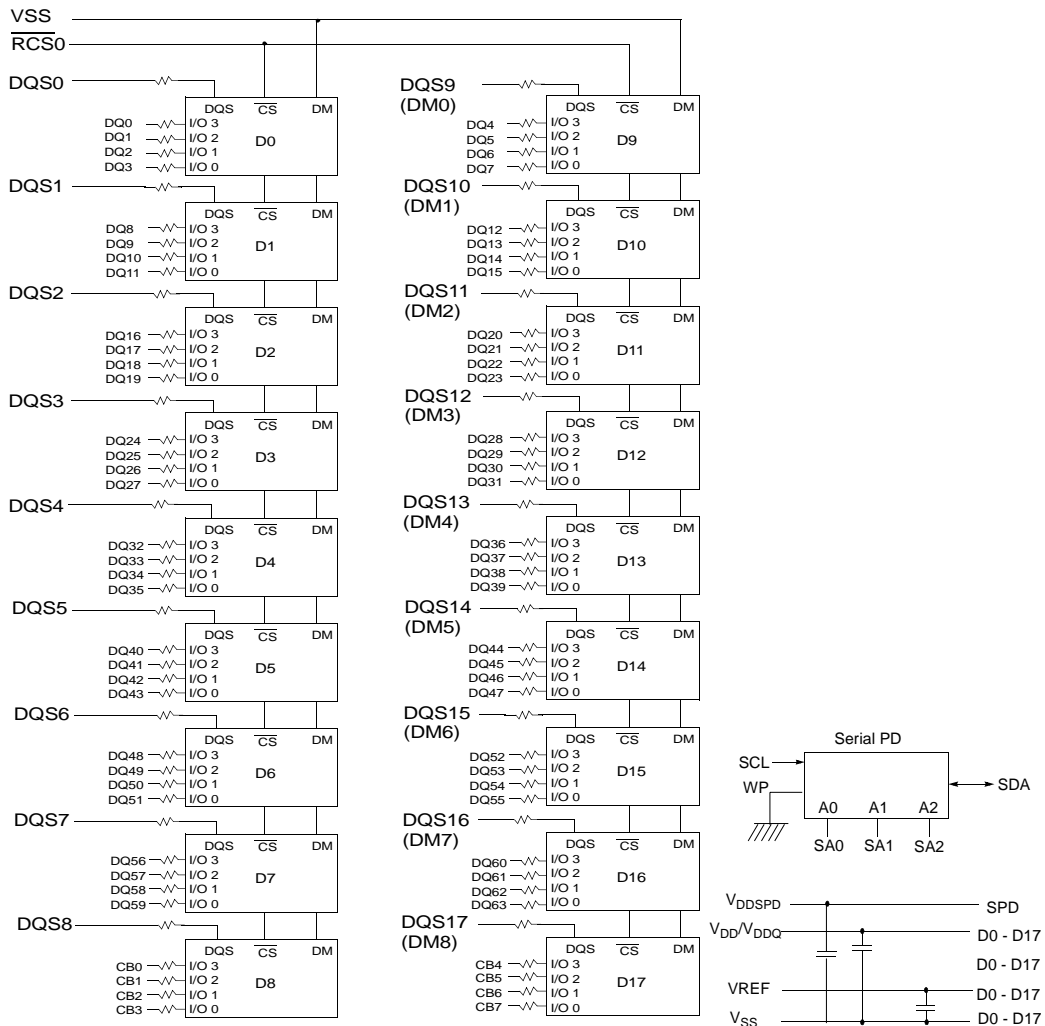 VSS
RCS0
DQS0
DQS CS DM
DQ0 I/O 3
DQ1 I/O 2
DQ2 I/O 1
DQ3 I/O 0
D0
DQS1
DQS CS DM
DQ8 I/O 3
DQ9 I/O 2
DQ10 I/O 1
DQ11 I/O 0
D1
DQS2
DQS CS DM
DQ16 I/O 3
DQ17 I/O 2
DQ18 I/O 1
DQ19 I/O 0
D2
DQS3
DQS CS DM
DQ24 I/O 3
DQ25 I/O 2
DQ26 I/O 1
DQ27 I/O 0
D3
DQS4
DQS CS DM
DQ32 I/O 3
DQ33 I/O 2
DQ34 I/O 1
DQ35 I/O 0
D4
DQS5
DQS CS DM
DQ40 I/O 3
DQ41 I/O 2
DQ42 I/O 1
DQ43 I/O 0
D5
DQS6
DQS CS DM
DQ48 I/O 3
DQ49 I/O 2
DQ50 I/O 1
DQ51 I/O 0
D6
DQS7
DQS CS DM
DQ56 I/O 3
DQ57 I/O 2
DQ58 I/O 1
DQ59 I/O 0
D7
DQS8
DQS CS DM
CB0 I/O 3
CB1 I/O 2
CB2 I/O 1
CB3 I/O 0
D8
DQS9
(DM0)
DQS CS DM
DQ4 I/O 3
DQ5 I/O 2
DQ6 I/O 1
DQ7 I/O 0
D9
DQS10
(DM1)
DQS CS DM
DQ12 I/O 3
DQ13 I/O 2
DQ14 I/O 1
DQ15 I/O 0
D10
DQS11
(DM2)
DQS CS DM
DQ20 I/O 3
DQ21 I/O 2
DQ22 I/O 1
DQ23 I/O 0
D11
DQS12
(DM3)
DQS CS DM
DQ28 I/O 3
DQ29 I/O 2
DQ30 I/O 1
DQ31 I/O 0
D12
DQS13
(DM4)
DQS CS DM
DQ36 I/O 3
DQ37 I/O 2
DQ38 I/O 1
DQ39 I/O 0
D13
DQS14
(DM5)
DQS CS DM
DQ44 I/O 3
DQ45 I/O 2
DQ46 I/O 1
DQ47 I/O 0
D14
DQS15
(DM6)
DQS CS DM
DQ52 I/O 3
DQ53 I/O 2
DQ54 I/O 1
DQ55 I/O 0
D15
DQS16
(DM7)
DQS CS DM
DQ60 I/O 3
DQ61 I/O 2
DQ62 I/O 1
DQ63 I/O 0
D16
DQS17
(DM8)
DQS CS DM
CB4 I/O 3
CB5 I/O 2
CB6 I/O 1
CB7 I/O 0
D17
Serial PD
SCL
WP
SDA
A0 A1 A2
SA0 SA1 SA2
VDDSPD SPD
VDD/VDDQ D0 - D17
D0 - D17
VREF D0 - D17
VSS D0 - D17